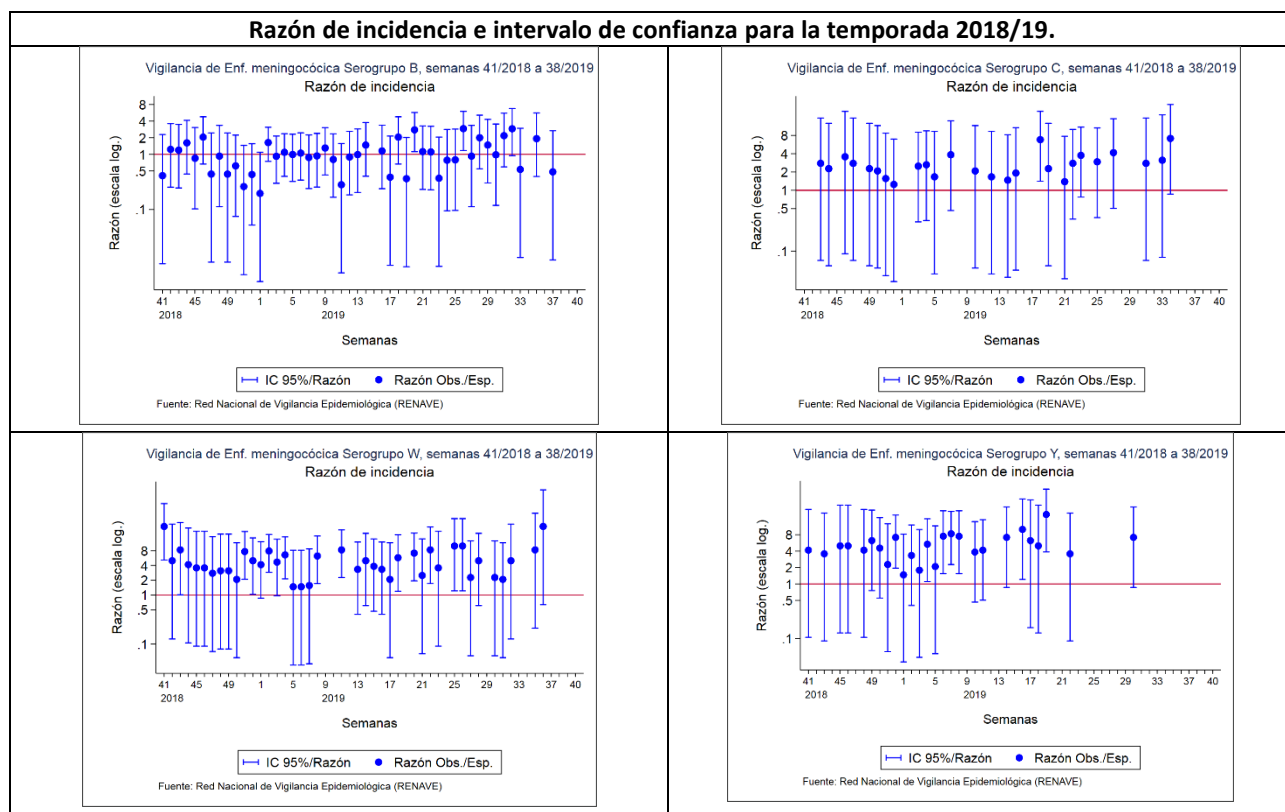 Razón de incidencia e intervalo de confianza para la temporada 2018/19.
Vigilancia de Enf. meningocócica Serogrupo B, semanas 41/2018 a 38/2019
Razón de incidencia
Razón (escala log.)
8
4
2
1
.5
.1
41 45 49 1 5 9 13 17 21 25 29 33 37 40
2018 2019
Semanas
IC 95%/Razón Razón Obs./Esp.
Fuente: Red Nacional de Vigilancia Epidemiológica (RENAVE)
Vigilancia de Enf. meningocócica Serogrupo C, semanas 41/2018 a 38/2019
Razón de incidencia
Razón (escala log.)
8
4
2
1
.5
.1
41 45 49 1 5 9 13 17 21 25 29 33 37 40
2018 2019
Semanas
IC 95%/Razón Razón Obs./Esp.
Fuente: Red Nacional de Vigilancia Epidemiológica (RENAVE)
Vigilancia de Enf. meningocócica Serogrupo W, semanas 41/2018 a 38/2019
Razón de incidencia
Razón (escala log.)
8
4
2
1
.5
.1
41 45 49 1 5 9 13 17 21 25 29 33 37 40
2018 2019
Semanas
IC 95%/Razón Razón Obs./Esp.
Fuente: Red Nacional de Vigilancia Epidemiológica (RENAVE)
Vigilancia de Enf. meningocócica Serogrupo Y, semanas 41/2018 a 38/2019
Razón de incidencia
Razón (escala log.)
8
4
2
1
.5
.1
41 45 49 1 5 9 13 17 21 25 29 33 37 40
2018 2019
Semanas
IC 95%/Razón Razón Obs./Esp.
Fuente: Red Nacional de Vigilancia Epidemiológica (RENAVE)